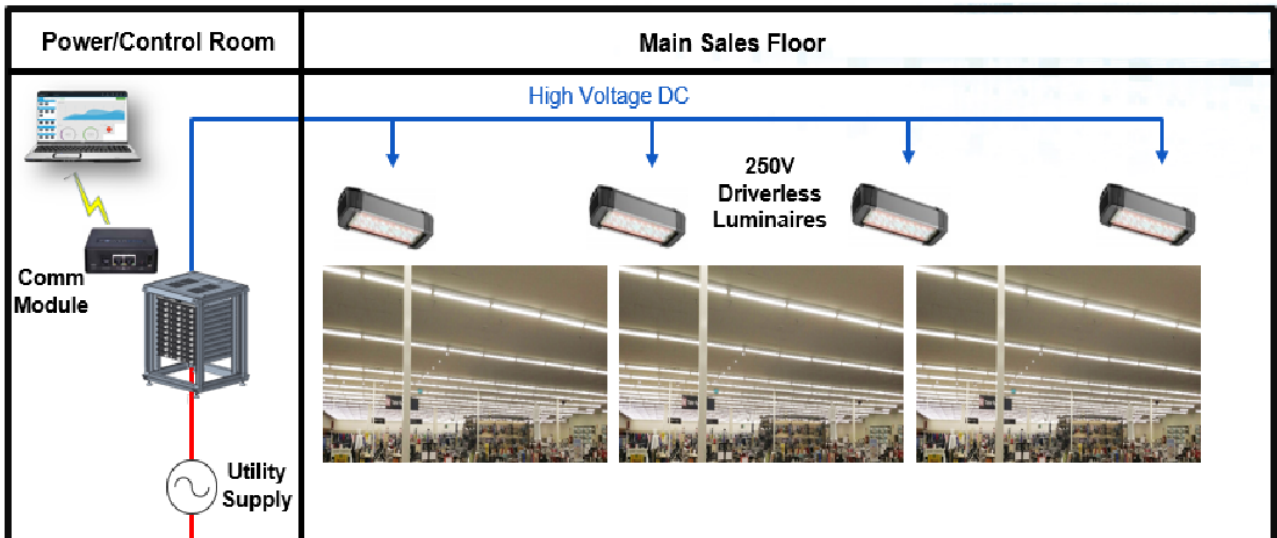 Power/Control Room
Main Sales Floor
High Voltage DC
250V
Driverless
Luminaires
Comm
Module
Utility
Supply